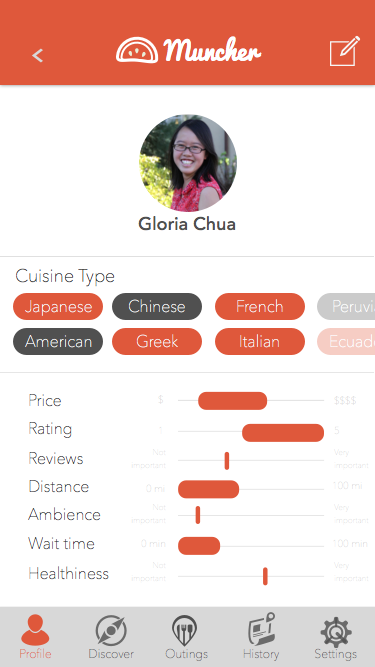 Muncher
Gloria Chua
Cuisine Type
Japanese Chinese French Peruvi
American Greek Italian Ecuad
Price $ $$$$
Rating 1 5
Reviews Not important Very important
Distance 0 mi 100 mi
Ambience Not important Very important
Wait time 0 min 100 min
Healthiness Not important Very important
Profile Discover Outings History Settings